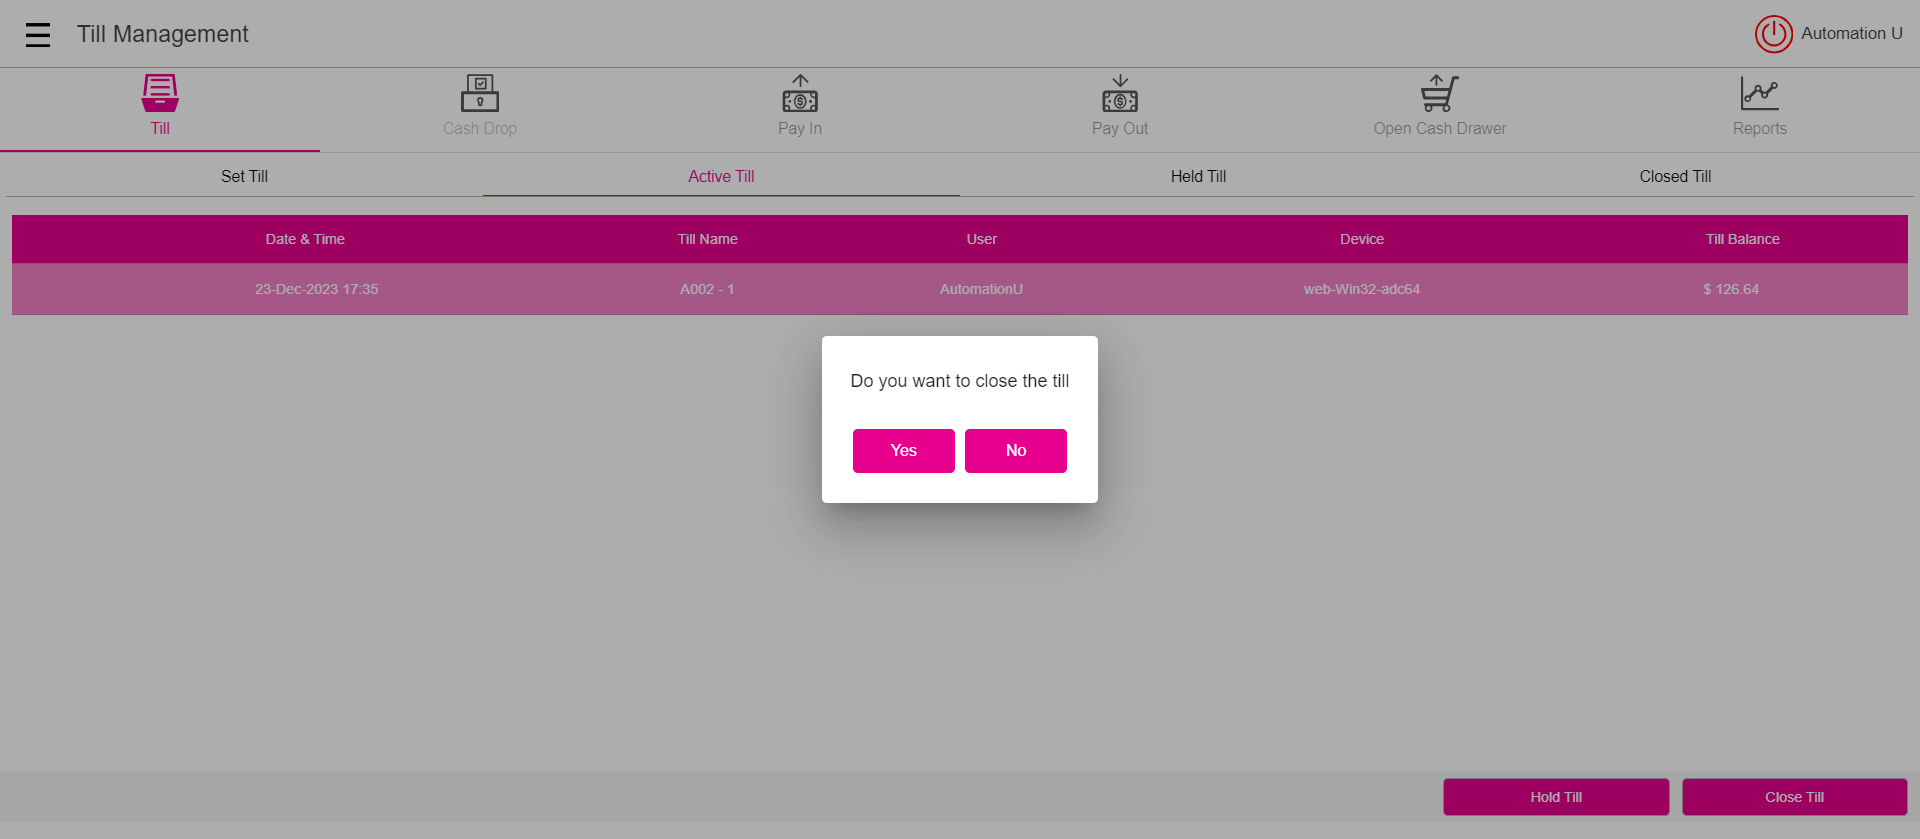 Till Management
Automation U
Till
Cash Drop
Pay In
Pay Out
Open Cash Drawer
Reports
Set Till
Active Till
Held Till
Closed Till
Date & Time Till Name User Device Till Balance
23-Dec-2023 17:35 A002 - 1 AutomationU web-Win32-adc64 $ 126.64
Do you want to close the till
Yes
No
Hold Till
Close Till